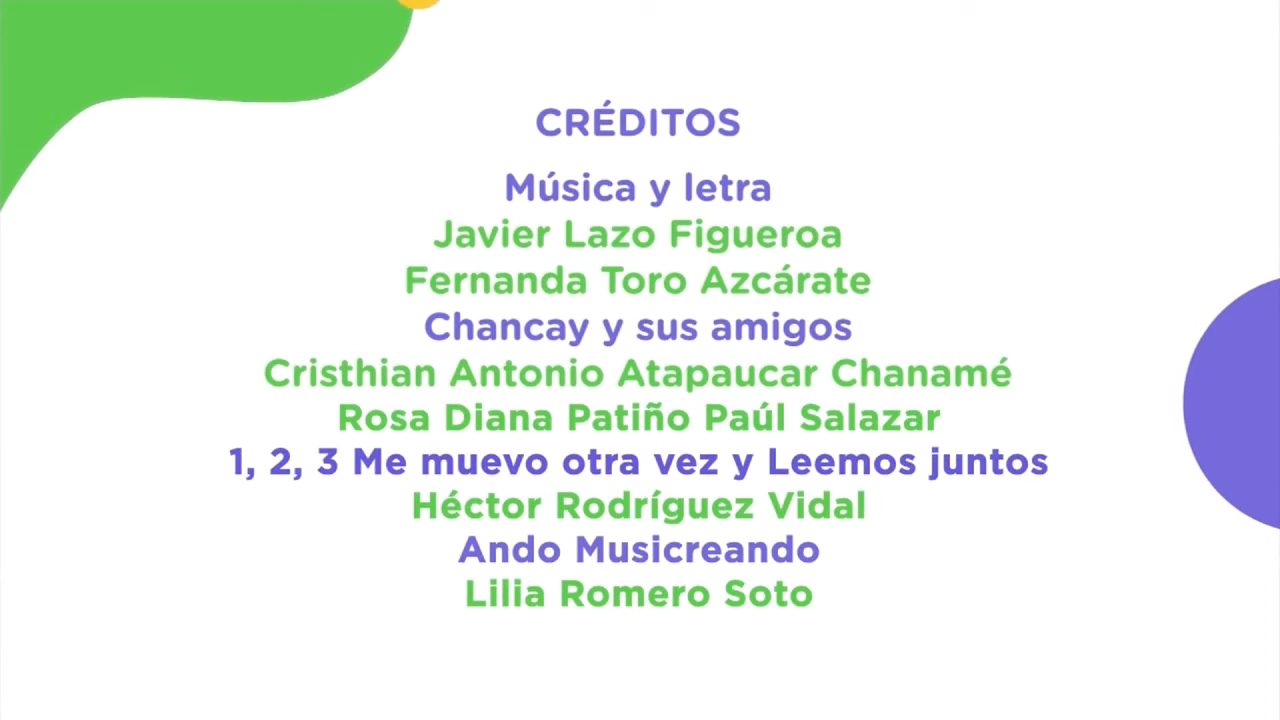 CRÉDITOS
Música y letra
Javier Lazo Figueroa
Fernanda Toro Azcárate
Chancay y sus amigos
Cristhian Antonio Atapaucar Chanamé
Rosa Diana Patiño Paúl Salazar
1, 2, 3 Me muevo otra vez y Leemos juntos
Héctor Rodríguez Vidal
Ando Musicreando
Lilia Romero Soto